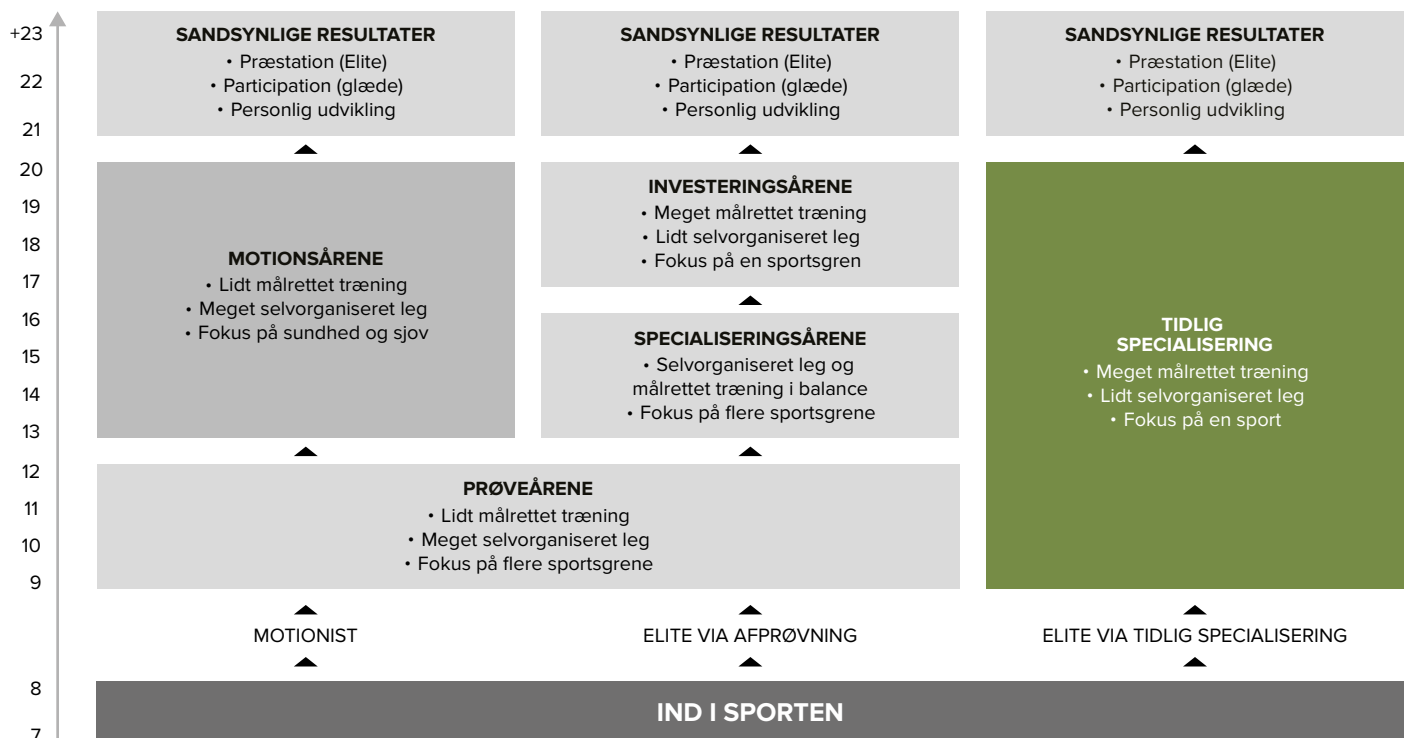 +23
22
21
20
19
18
17
16
15
14
13
12
11
10
9
8
7
SANDSYNLIGE RESULTATER
• Præstation (Elite)
• Participation (glæde)
• Personlig udvikling
SANDSYNLIGE RESULTATER
• Præstation (Elite)
• Participation (glæde)
• Personlig udvikling
SANDSYNLIGE RESULTATER
• Præstation (Elite)
• Participation (glæde)
• Personlig udvikling
MOTIONSÅRENE
• Lidt målrettet træning
• Meget selvorganiseret leg
• Fokus på sundhed og sjov
INVESTERINGSÅRENE
• Meget målrettet træning
• Lidt selvorganiseret leg
• Fokus på en sportsgren
SPECIALISERINGSÅRENE
• Selvorganiseret leg og
målrettet træning i balance
• Fokus på flere sportsgrene
TIDLIG
SPECIALISERING
• Meget målrettet træning
• Lidt selvorganiseret leg
• Fokus på en sport
PRØVEÅRENE
• Lidt målrettet træning
• Meget selvorganiseret leg
• Fokus på flere sportsgrene
MOTIONIST
ELITE VIA AFPRØVNING
ELITE VIA TIDLIG SPECIALISERING
IND I SPORTEN